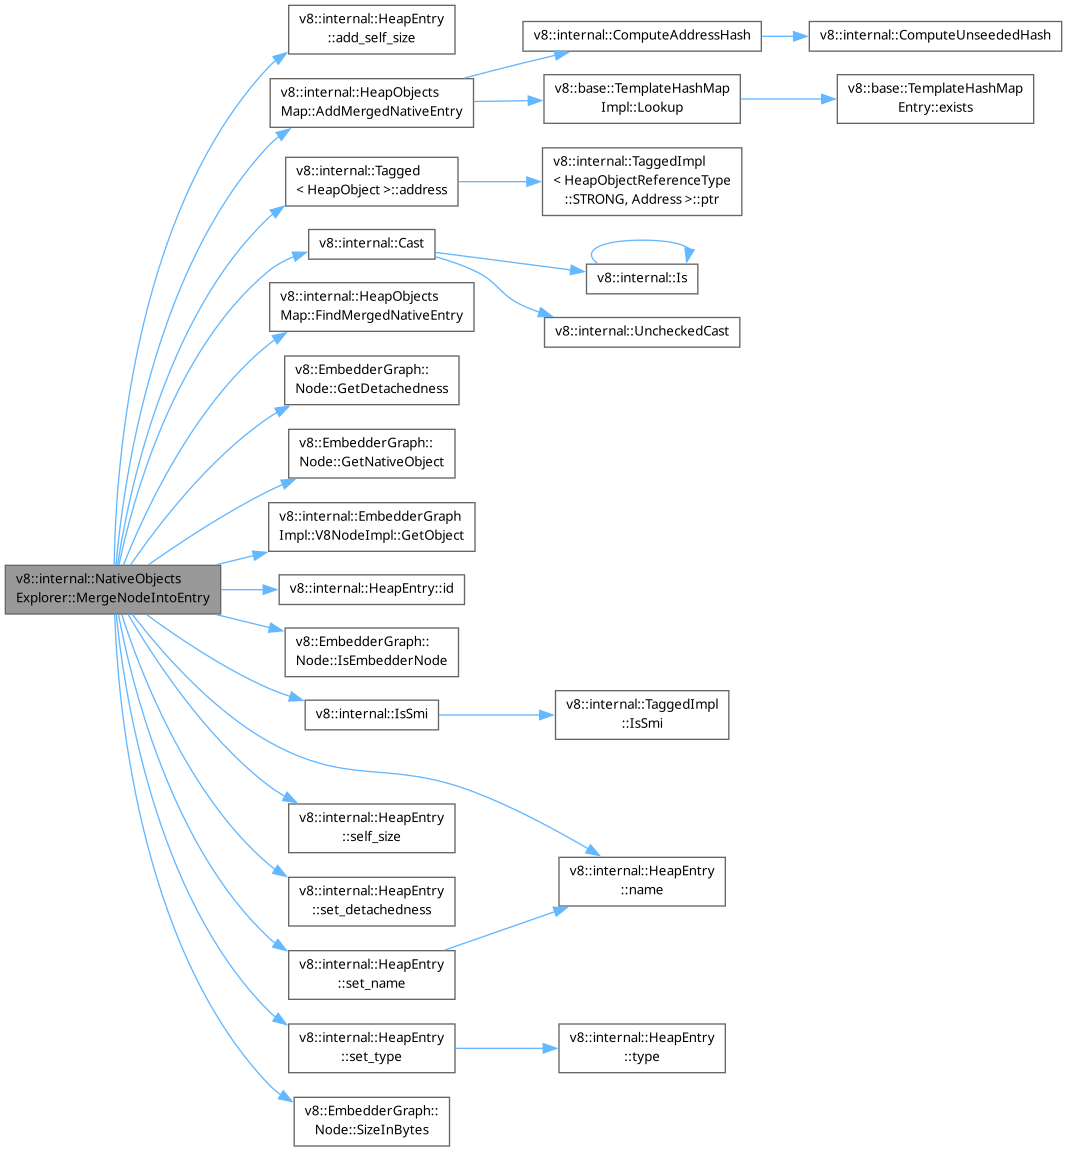 v8::internal::HeapEntry
::add_self_size
v8::internal::ComputeAddressHash
v8::internal::ComputeUnseededHash
v8::internal::HeapObjects
Map::AddMergedNativeEntry
v8::base::TemplateHashMap
Impl::Lookup
v8::base::TemplateHashMap
Entry::exists
v8::internal::Tagged
< HeapObject >::address
v8::internal::TaggedImpl
< HeapObjectReferenceType
::STRONG, Address >::ptr
v8::internal::Cast
v8::internal::Is
v8::internal::HeapObjects
Map::FindMergedNativeEntry
v8::internal::UncheckedCast
v8::EmbedderGraph::
Node::GetDetachedness
v8::EmbedderGraph::
Node::GetNativeObject
v8::internal::EmbedderGraph
Impl::V8NodeImpl::GetObject
v8::internal::NativeObjects
Explorer::MergeNodeIntoEntry
v8::internal::HeapEntry::id
v8::EmbedderGraph::
Node::IsEmbedderNode
v8::internal::IsSmi
v8::internal::TaggedImpl
::IsSmi
v8::internal::HeapEntry
::self_size
v8::internal::HeapEntry
::name
v8::internal::HeapEntry
::set_detachedness
v8::internal::HeapEntry
::set_name
v8::internal::HeapEntry
::set_type
v8::internal::HeapEntry
::type
v8::EmbedderGraph::
Node::SizeInBytes